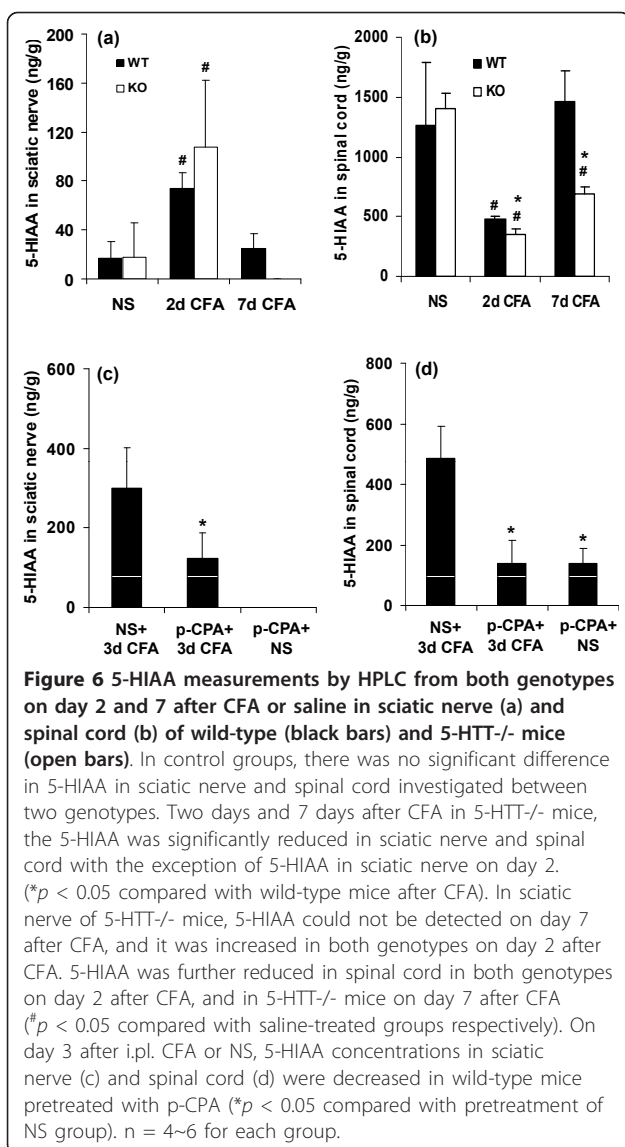 (a)
WT
KO
5-HIAA in sciatic nerve (ng/g)
200
160
120
80
40
0
#
#
NS
2d CFA
7d CFA
(b)
WT
KO
5-HIAA in spinal cord (ng/g)
2000
1500
1000
500
0
#
*
#
*
#
NS
2d CFA
7d CFA
(c)
5-HIAA in sciatic nerve (ng/g)
600
400
200
0
*
NS+
3d CFA
p-CPA+
3d CFA
p-CPA+
NS
(d)
5-HIAA in spinal cord (ng/g)
800
600
400
200
0
*
*
NS+
3d CFA
p-CPA+
3d CFA
p-CPA+
NS
Figure 6 5-HIAA measurements by HPLC from both genotypes
on day 2 and 7 after CFA or saline in sciatic nerve (a) and
spinal cord (b) of wild-type (black bars) and 5-HTT-/- mice
(open bars). In control groups, there was no significant difference
in 5-HIAA in sciatic nerve and spinal cord investigated between
two genotypes. Two days and 7 days after CFA in 5-HTT-/- mice,
the 5-HIAA was significantly reduced in sciatic nerve and spinal
cord with the exception of 5-HIAA in sciatic nerve on day 2.
(*p < 0.05 compared with wild-type mice after CFA). In sciatic
nerve of 5-HTT-/- mice, 5-HIAA could not be detected on day 7
after CFA, and it was increased in both genotypes on day 2 after
CFA. 5-HIAA was further reduced in spinal cord in both genotypes
on day 2 after CFA, and in 5-HTT-/- mice on day 7 after CFA
(#p < 0.05 compared with saline-treated groups respectively). On
day 3 after i.pl. CFA or NS, 5-HIAA concentrations in sciatic
nerve (c) and spinal cord (d) were decreased in wild-type mice
pretreated with p-CPA (*p < 0.05 compared with pretreatment of
NS group). n = 4~6 for each group.